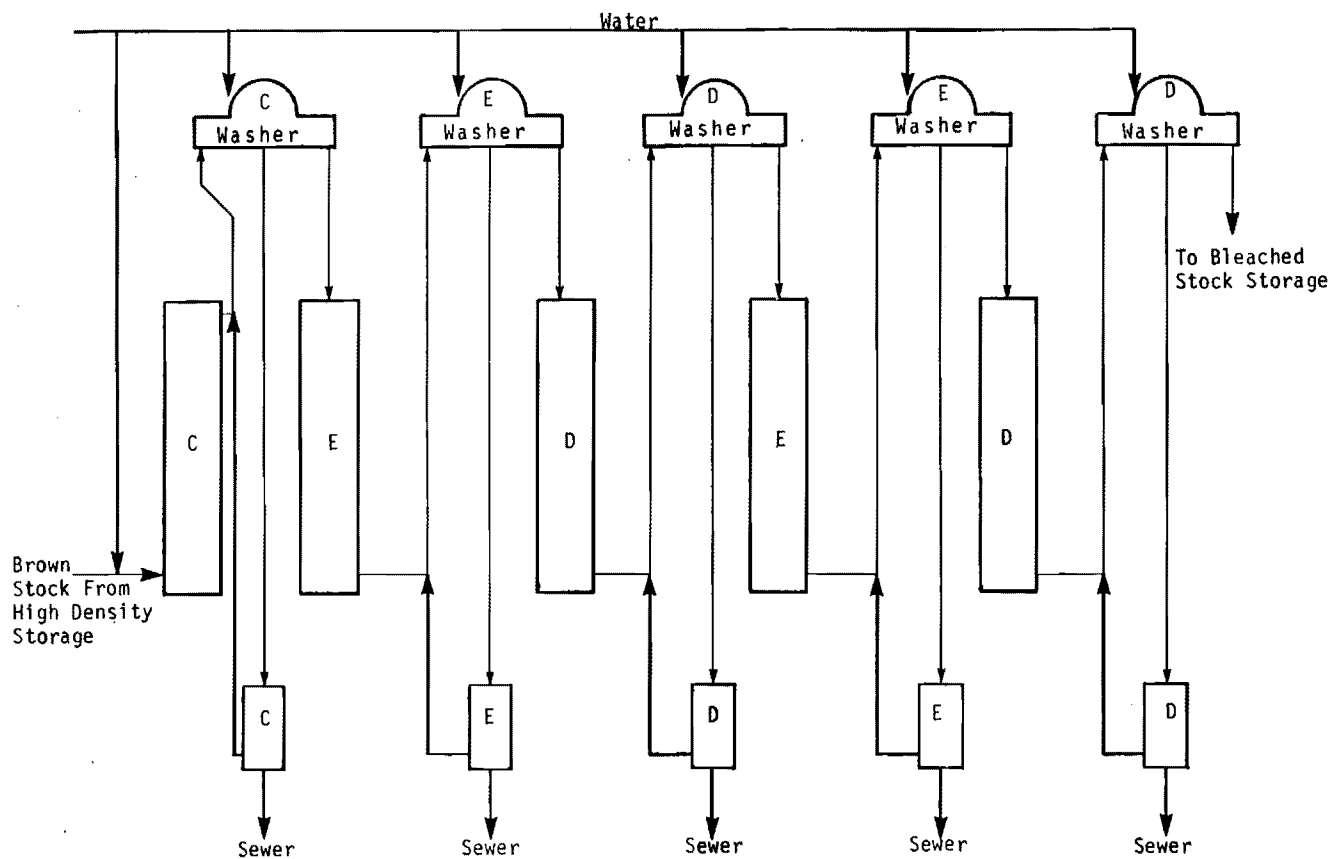 Water
C
Washer
E
Washer
D
Washer
E
Washer
D
Washer
To Bleached
Stock Storage
C
E
D
E
D
Brown
Stock From
High Density
Storage
C
E
D
E
D
Sewer
Sewer
Sewer
Sewer
Sewer